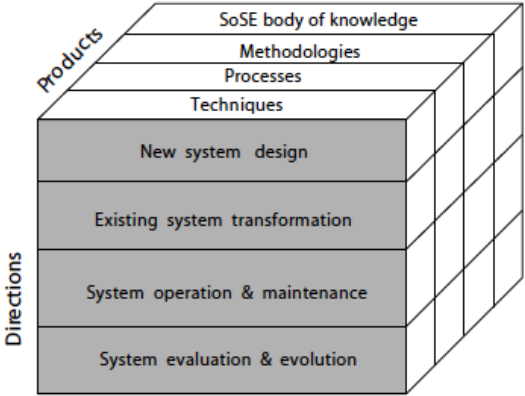 Products
SoSE body of knowledge
Methodologies
Processes
Techniques
Directions
New system design
Existing system transformation
System operation & maintenance
System evaluation & evolution